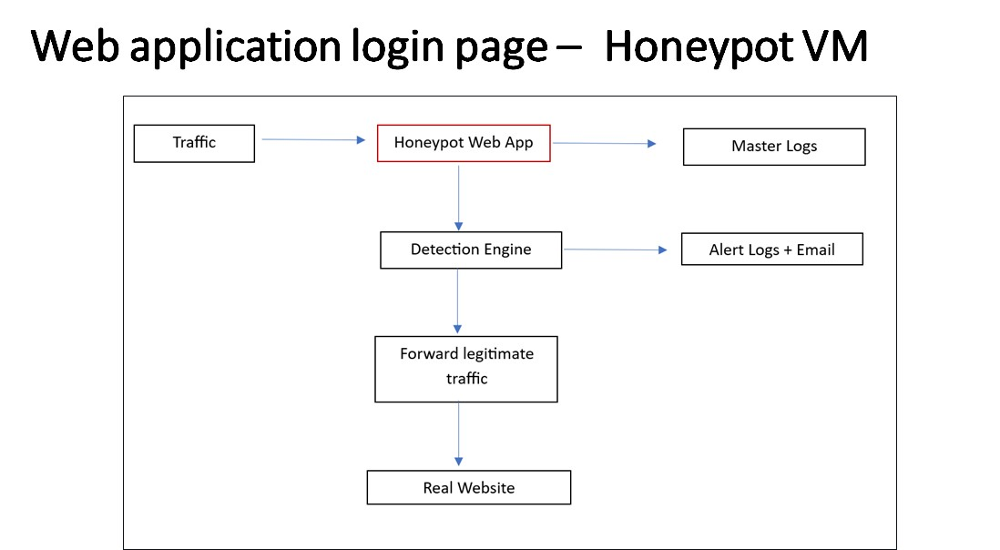 Web application login page – Honeypot VM
Traffic
Honeypot Web App
Master Logs
Detection Engine
Alert Logs + Email
Forward legitimate
traffic
Real Website